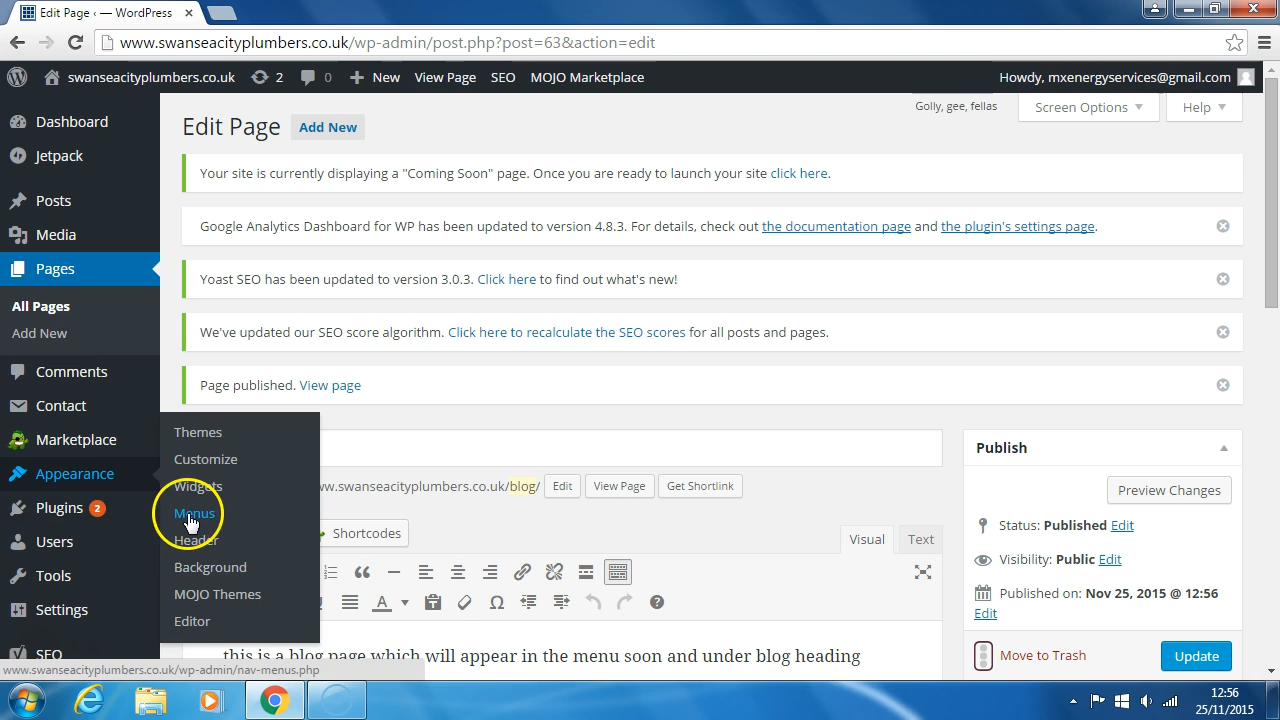 Edit Page ‹ — WordPress
www.swanseacityplumbers.co.uk/wp-admin/post.php?post=63&action=edit
swanseacityplumbers.co.uk 2 0 New View Page SEO MOJO Marketplace Howdy, mxenergyservices@gmail.com
Golly, gee, fellas Screen Options Help
Edit Page Add New
Your site is currently displaying a "Coming Soon" page. Once you are ready to launch your site click here.
Google Analytics Dashboard for WP has been updated to version 4.8.3. For details, check out the documentation page and the plugin's settings page.
Yoast SEO has been updated to version 3.0.3. Click here to find out what's new!
We've updated our SEO score algorithm. Click here to recalculate the SEO scores for all posts and pages.
Page published. View page
Dashboard
Jetpack
Posts
Media
Pages
All Pages
Add New
Comments
Contact
Marketplace
Appearance
Plugins 2
Users
Tools
Settings
SEO
Themes
Customize
Widgets
Menus
Header
Background
MOJO Themes
Editor
www.swanseacityplumbers.co.uk/blog/ Edit View Page Get Shortlink
Shortcodes
Visual Text
this is a blog page which will appear in the menu soon and under blog heading
Publish
Preview Changes
Status: Published Edit
Visibility: Public Edit
Published on: Nov 25, 2015 @ 12:56
Edit
Move to Trash Update
www.swanseacityplumbers.co.uk/wp-admin/nav-menus.php
12:56
25/11/2015